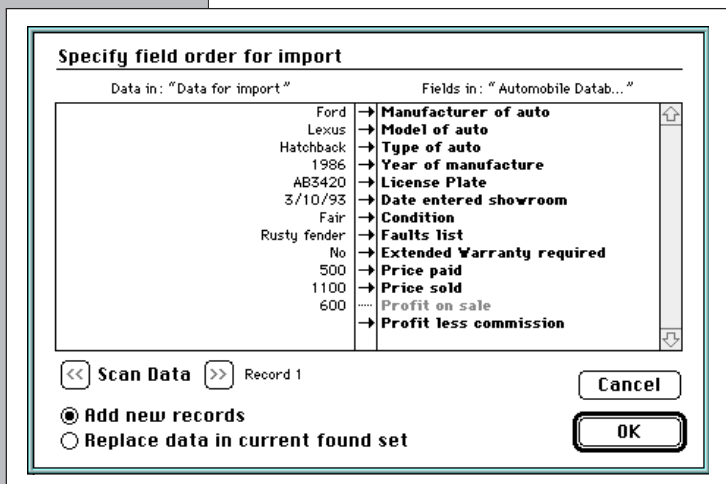 Specify field order for import
Data in: "Data for import" Fields in: "Automobile Datab..."
Ford → Manufacturer of auto
Lexus → Model of auto
Hatchback → Type of auto
1986 → Year of manufacture
AB3420 → License Plate
3/10/93 → Date entered showroom
Fair → Condition
Rusty fender → Faults list
No → Extended Warranty required
500 → Price paid
1100 → Price sold
600 ····· Profit on sale
→ Profit less commission
<< Scan Data >> Record 1
Cancel
Add new records
OK
Replace data in current found set